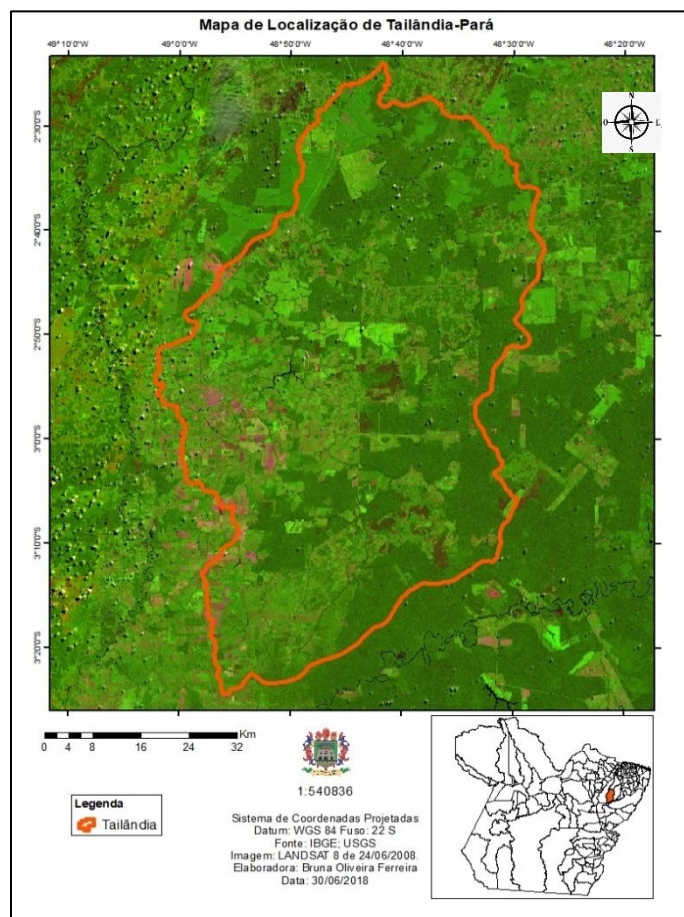 Mapa de Localização de Tailândia-Pará
49°10'0"W 49°0'0"W 48°50'0"W 48°40'0"W 48°30'0"W 48°20'0"W
N
O L
S
2°30'0"S
2°40'0"S
2°50'0"S
3°00'0"S
3°10'0"S
3°20'0"S
0 4 8 16 24 32 Km
1:540836
Legenda
Tailândia
Sistema de Coordenadas Projetadas
Datum: WGS 84 Fuso: 22 S
Fonte: IBGE; USGS
Imagem: LANDSAT 8 de 24/06/2008.
Elaboradora: Bruna Oliveira Ferreira
Data: 30/06/2018